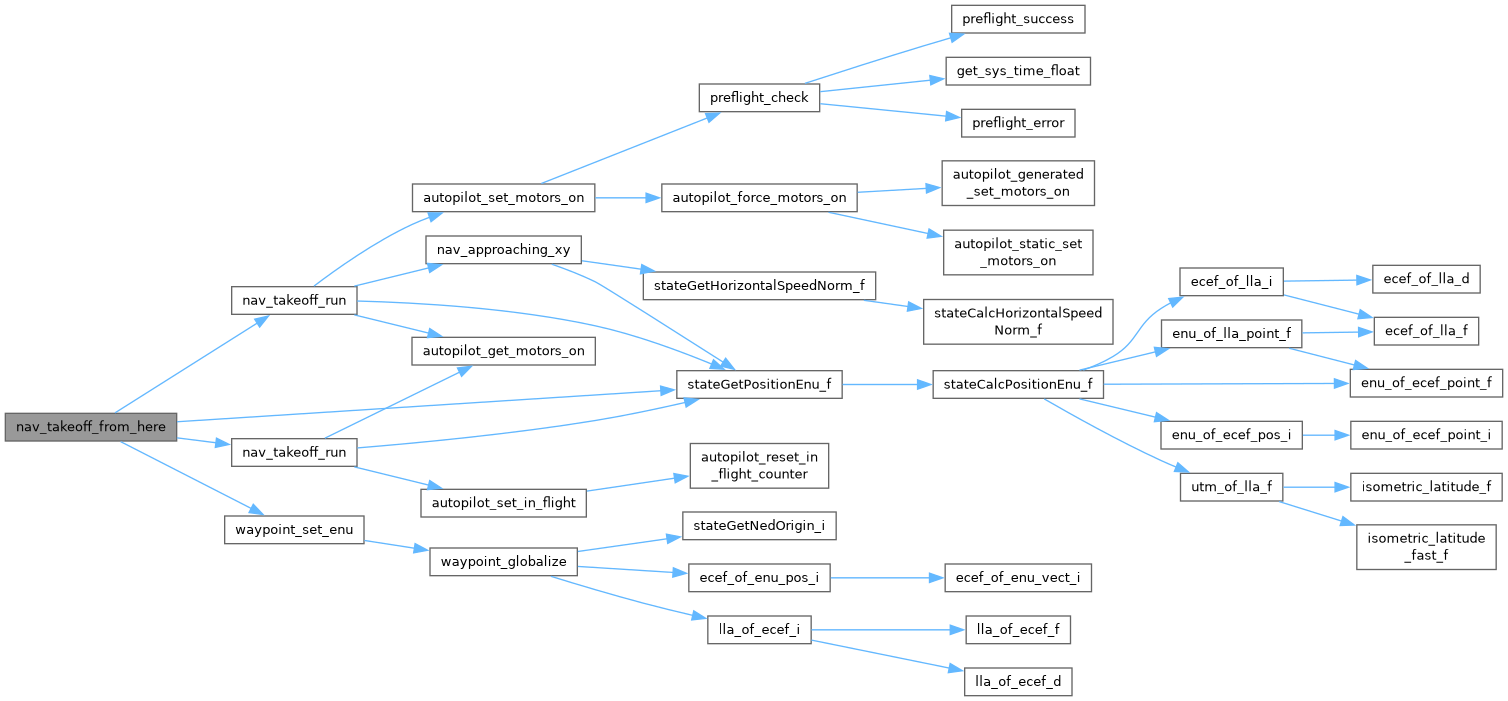 preflight_success
get_sys_time_float
preflight_check
preflight_error
autopilot_generated
_set_motors_on
autopilot_set_motors_on
autopilot_force_motors_on
autopilot_static_set
_motors_on
nav_approaching_xy
stateGetHorizontalSpeedNorm_f
ecef_of_lla_i
ecef_of_lla_d
nav_takeoff_run
stateCalcHorizontalSpeed
Norm_f
enu_of_lla_point_f
ecef_of_lla_f
autopilot_get_motors_on
stateGetPositionEnu_f
stateCalcPositionEnu_f
enu_of_ecef_point_f
nav_takeoff_from_here
enu_of_ecef_pos_i
enu_of_ecef_point_i
nav_takeoff_run
autopilot_reset_in
_flight_counter
utm_of_lla_f
isometric_latitude_f
autopilot_set_in_flight
waypoint_set_enu
stateGetNedOrigin_i
isometric_latitude
_fast_f
waypoint_globalize
ecef_of_enu_pos_i
ecef_of_enu_vect_i
lla_of_ecef_i
lla_of_ecef_f
lla_of_ecef_d